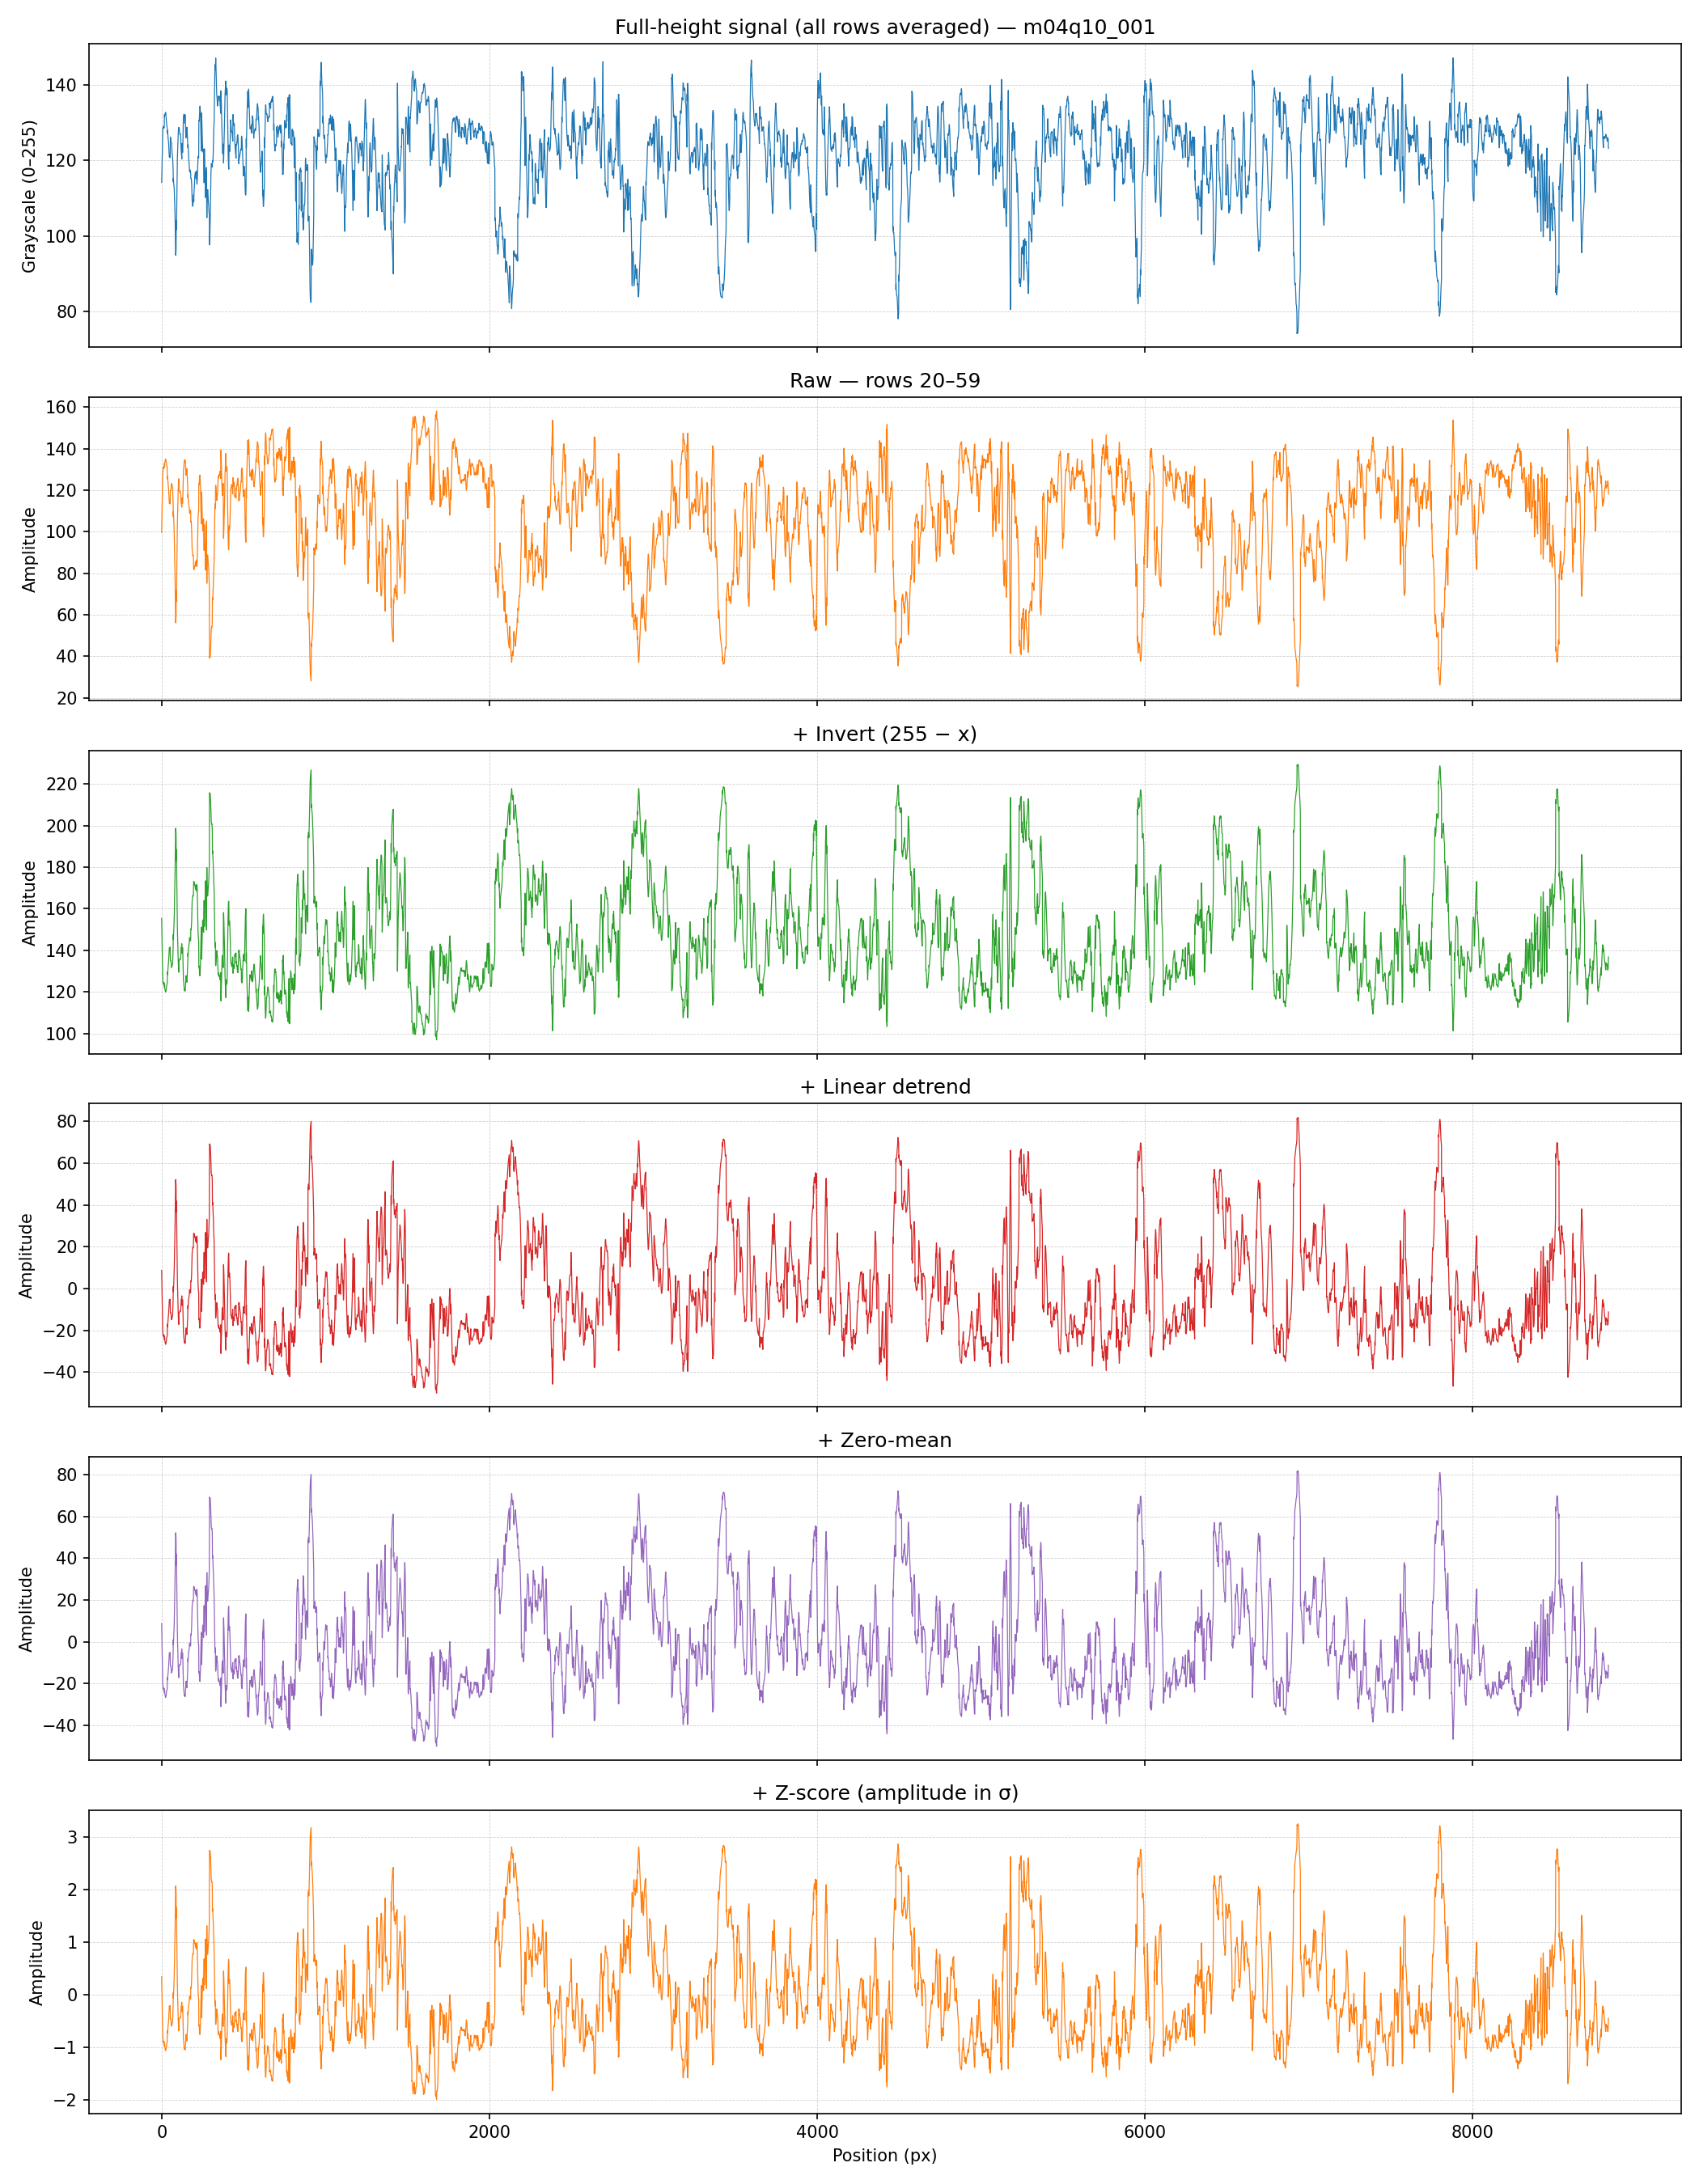 Full-height signal (all rows averaged) — m04q10_001
140
120
100
80
Grayscale (0–255)
Raw — rows 20–59
160
140
120
100
80
60
40
20
Amplitude
+ Invert (255 − x)
220
200
180
160
140
120
100
Amplitude
+ Linear detrend
80
60
40
20
0
−20
−40
Amplitude
+ Zero-mean
80
60
40
20
0
−20
−40
Amplitude
+ Z-score (amplitude in σ)
3
2
1
0
−1
−2
Amplitude
0 2000 4000 6000 8000
Position (px)